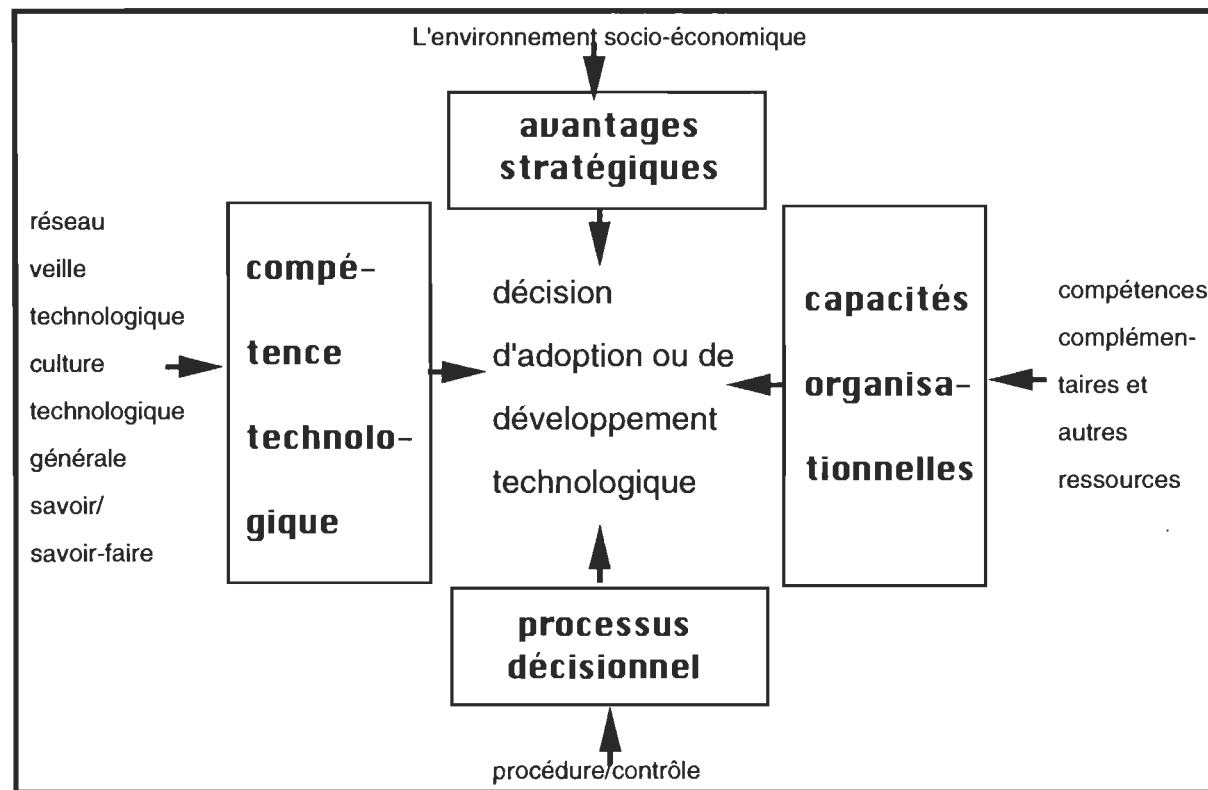 L'environnement socio-économique
avantages
stratégiques
réseau
veille
technologique
culture
technologique
générale
savoir/
savoir-faire
compé-
tence
technolo-
gique
décision
d'adoption ou de
développement
technologique
capacités
organisa-
tionnelles
compétences
complémen-
taires et
autres
ressources
processus
décisionnel
procédure/contrôle